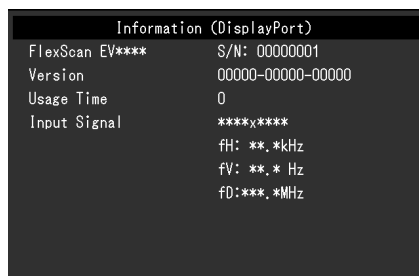 Information (DisplayPort)
FlexScan EV**** S/N: 00000001
Version 00000-00000-00000
Usage Time 0
Input Signal ****x****
fH: **.*kHz
fV: **.* Hz
fD:***.*MHz